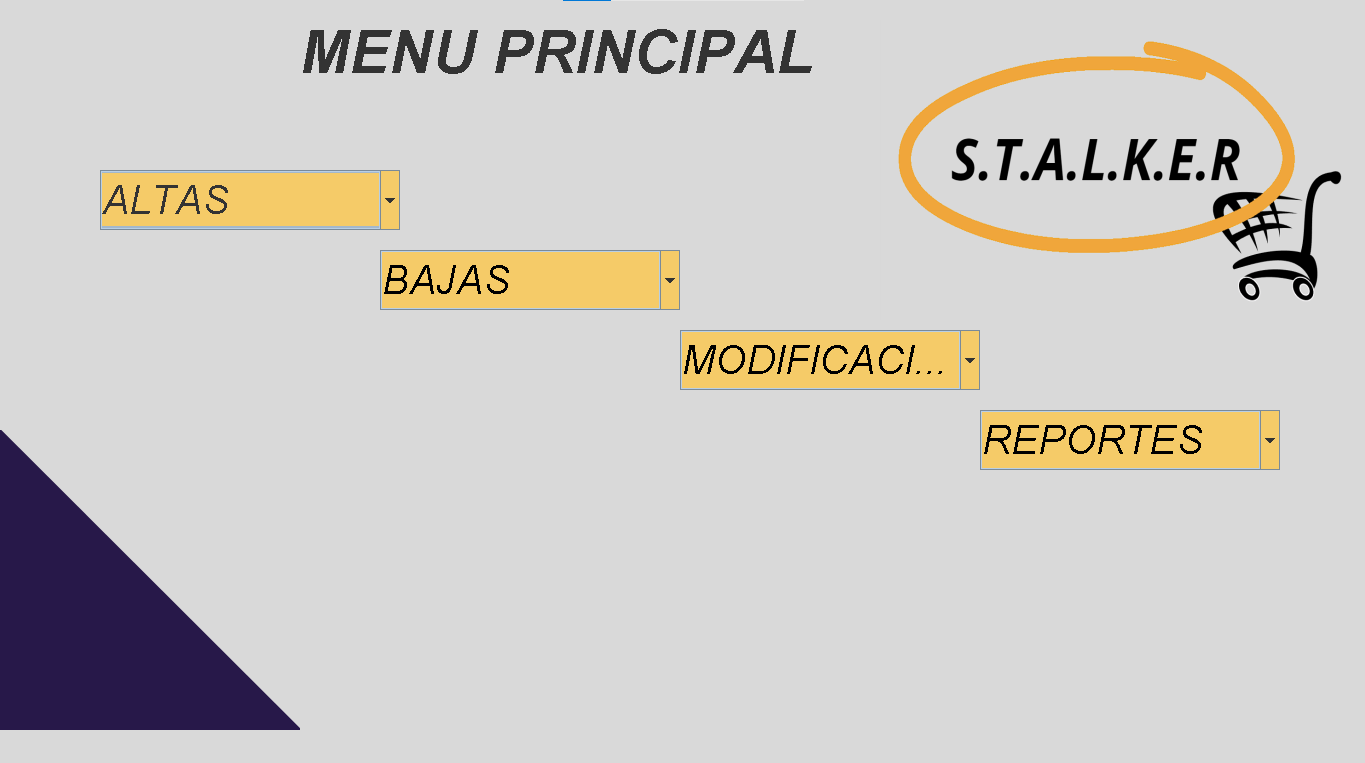 MENU PRINCIPAL
S.T.A.L.K.E.R
ALTAS
BAJAS
MODIFICACI...
REPORTES